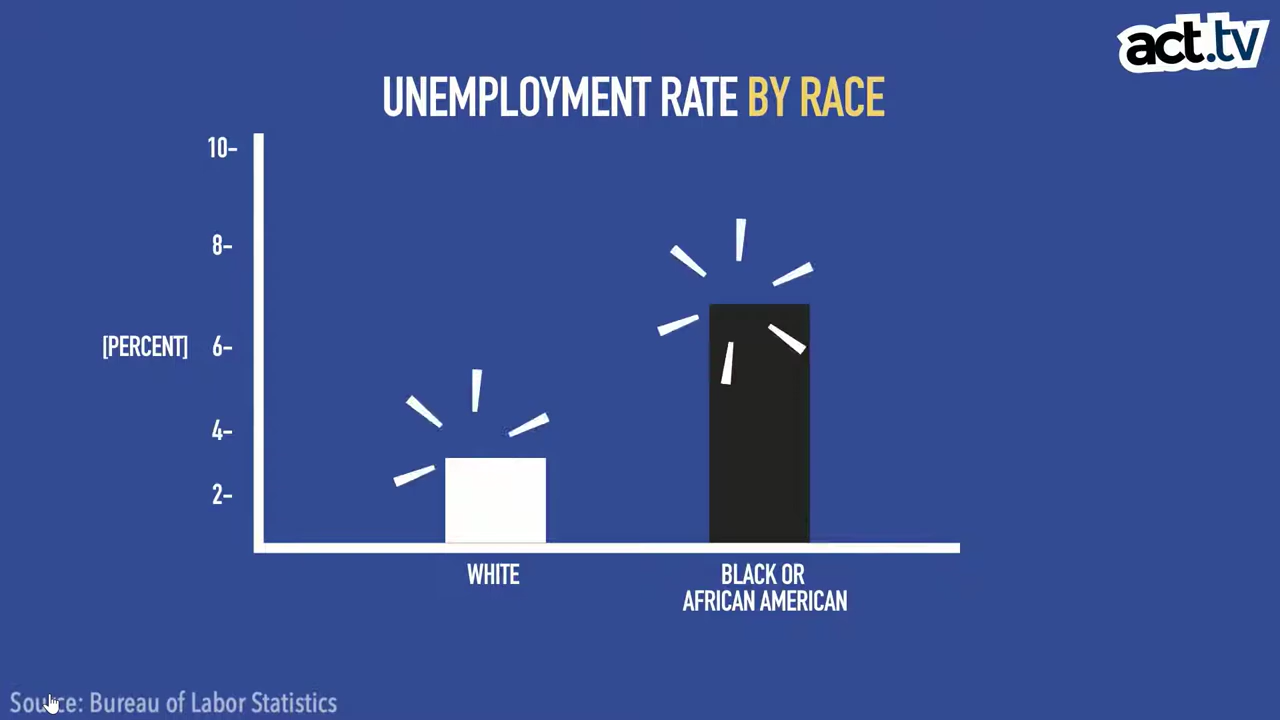 act.tv
UNEMPLOYMENT RATE BY RACE
10-
8-
[PERCENT] 6-
4-
2-
WHITE
BLACK OR
AFRICAN AMERICAN
Source: Bureau of Labor Statistics